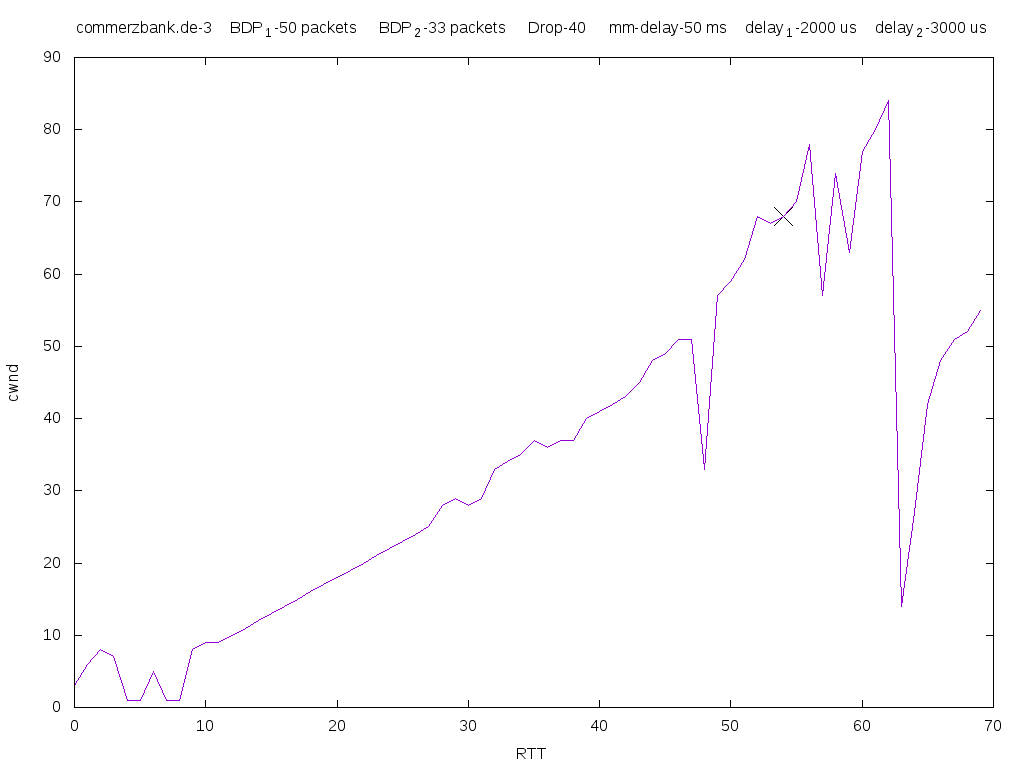 commerzbank.de-3 BDP1-50 packets BDP2-33 packets Drop-40 mm-delay-50 ms delay1-2000 us delay2-3000 us
90
80
70
60
50
40
30
20
10
0
cwnd
0 10 20 30 40 50 60 70
RTT